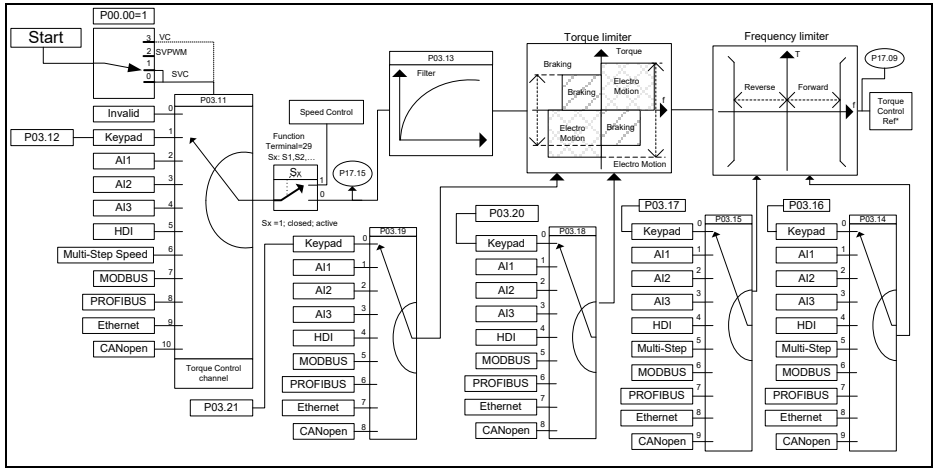 P00.00=1
Start
3 VC
2 SVPWM
1
0 SVC
P03.11
Invalid 0
P03.12
Keypad 1
AI1 2
AI2 3
AI3 4
HDI 5
Multi-Step Speed 6
MODBUS 7
PROFIBUS 8
Ethernet 9
CANopen 10
Torque Control
channel
Speed Control
Function
Terminal=29
Sx: S1,S2,...
Sx
1
0
P17.15
Sx =1; closed; active
P03.13
Filter
Torque limiter
Torque
Braking
Braking
Electro
Motion
f
Electro
Motion
Braking
Electro Motion
Frequency limiter
T
Reverse
Forward
f
P17.09
Torque
Control
Ref*
P03.21
P03.19
Keypad 0
AI1 1
AI2 2
AI3 3
HDI 4
MODBUS 5
PROFIBUS 6
Ethernet 7
CANopen 8
P03.20
P03.18
Keypad 0
AI1 1
AI2 2
AI3 3
HDI 4
MODBUS 5
PROFIBUS 6
Ethernet 7
CANopen 8
P03.17
P03.15
Keypad 0
AI1 1
AI2 2
AI3 3
HDI 4
Multi-Step 5
MODBUS 6
PROFIBUS 7
Ethernet 8
CANopen 9
P03.16
P03.14
Keypad 0
AI1 1
AI2 2
AI3 3
HDI 4
Multi-Step 5
MODBUS 6
PROFIBUS 7
Ethernet 8
CANopen 9